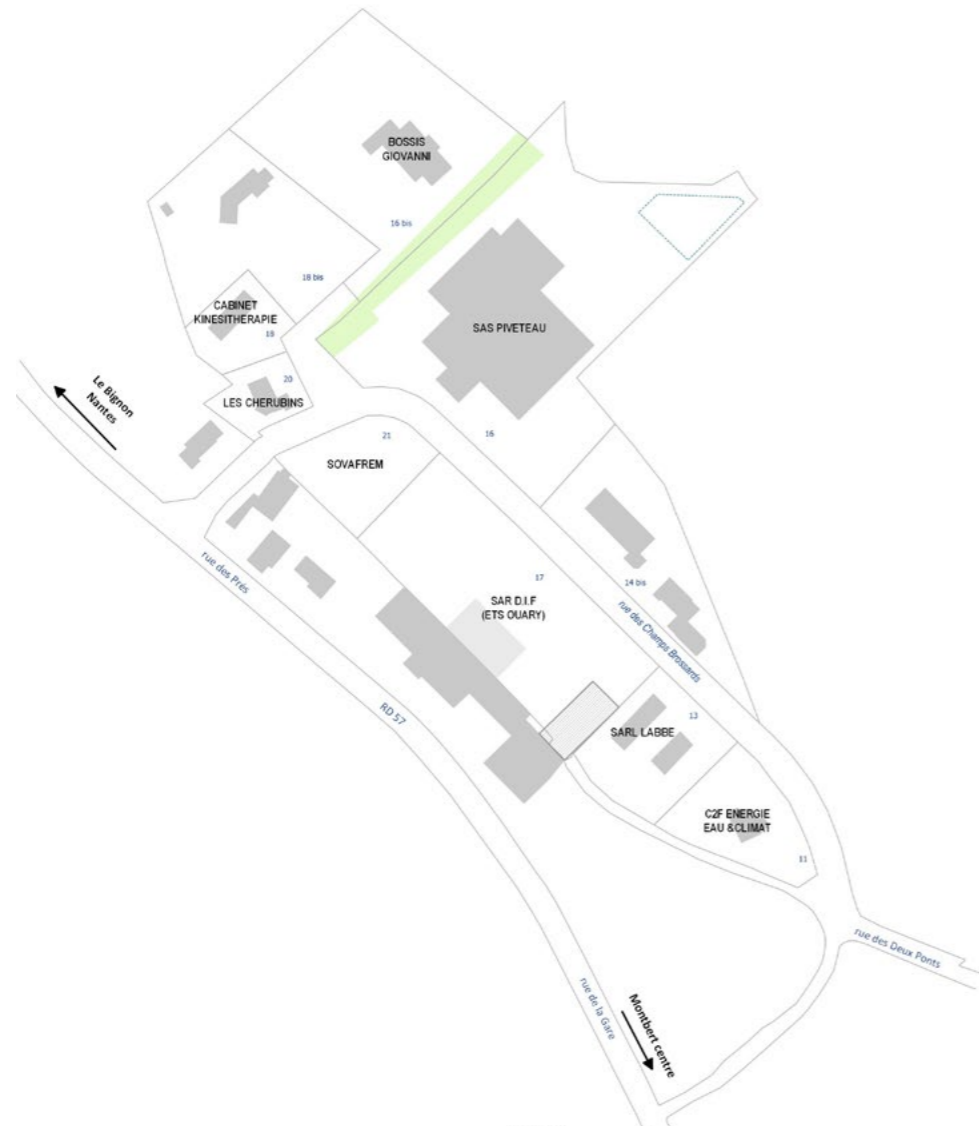 BOSSIS
GIOVANNI
16 bis
18 bis
CABINET
KINESITHERAPIE
18
SAS PIVETEAU
Le Bignon
Nantes
20
LES CHERUBINS
21
16
SOVAFREM
rue des Prés
17
14 bis
SAR D.I.F
(ETS OUARY)
rue des Champs Brossards
RD 57
13
SARL LABBE
C2F ENERGIE
EAU &CLIMAT
11
rue des Deux Ponts
rue de la Gare
Montbert centre